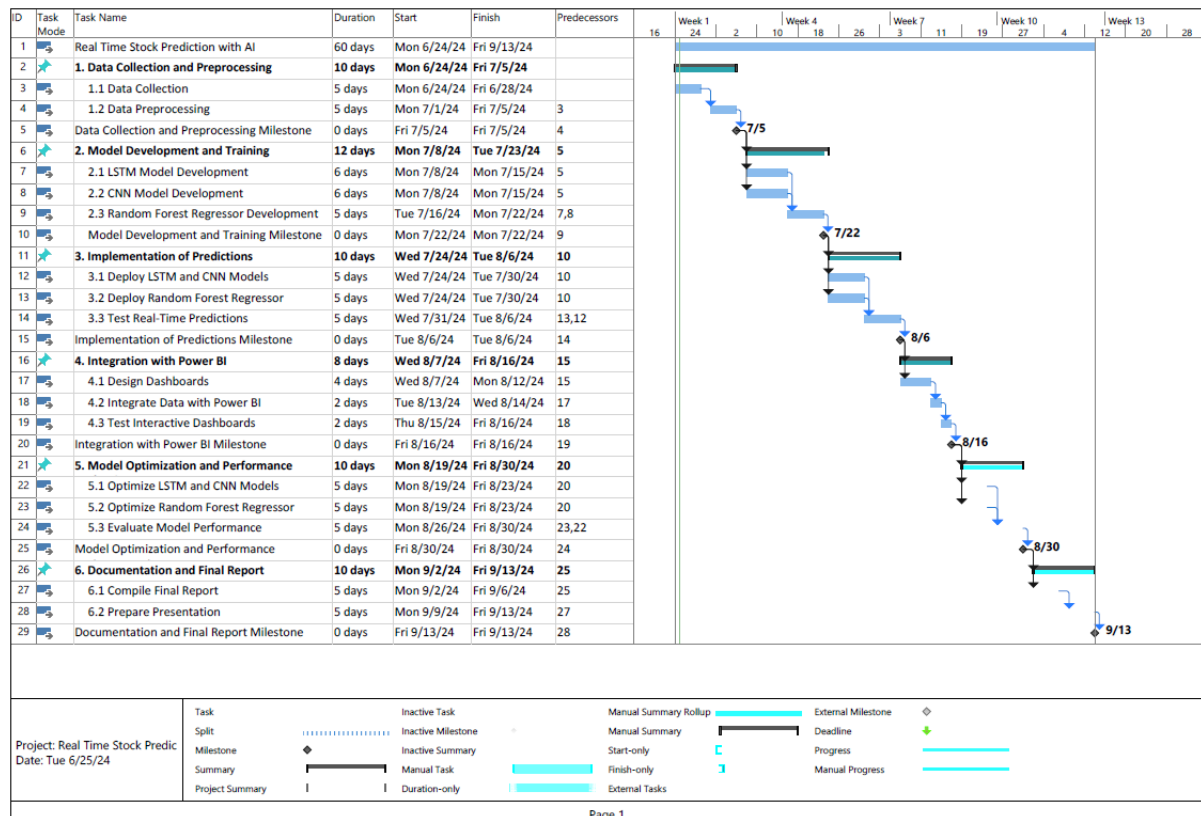 ID Task Mode Task Name Duration Start Finish Predecessors
Week 1 Week 4 Week 7 Week 10 Week 13
16 24 2 10 18 26 3 11 19 27 4 12 20 28
1 Real Time Stock Prediction with AI 60 days Mon 6/24/24 Fri 9/13/24
2 1. Data Collection and Preprocessing 10 days Mon 6/24/24 Fri 7/5/24
3 1.1 Data Collection 5 days Mon 6/24/24 Fri 6/28/24
4 1.2 Data Preprocessing 5 days Mon 7/1/24 Fri 7/5/24 3
5 Data Collection and Preprocessing Milestone 0 days Fri 7/5/24 Fri 7/5/24 4 7/5
6 2. Model Development and Training 12 days Mon 7/8/24 Tue 7/23/24 5
7 2.1 LSTM Model Development 6 days Mon 7/8/24 Mon 7/15/24 5
8 2.2 CNN Model Development 6 days Mon 7/8/24 Mon 7/15/24 5
9 2.3 Random Forest Regressor Development 5 days Tue 7/16/24 Mon 7/22/24 7,8
10 Model Development and Training Milestone 0 days Mon 7/22/24 Mon 7/22/24 9 7/22
11 3. Implementation of Predictions 10 days Wed 7/24/24 Tue 8/6/24 10
12 3.1 Deploy LSTM and CNN Models 5 days Wed 7/24/24 Tue 7/30/24 10
13 3.2 Deploy Random Forest Regressor 5 days Wed 7/24/24 Tue 7/30/24 10
14 3.3 Test Real-Time Predictions 5 days Wed 7/31/24 Tue 8/6/24 13,12
15 Implementation of Predictions Milestone 0 days Tue 8/6/24 Tue 8/6/24 14 8/6
16 4. Integration with Power BI 8 days Wed 8/7/24 Fri 8/16/24 15
17 4.1 Design Dashboards 4 days Wed 8/7/24 Mon 8/12/24 15
18 4.2 Integrate Data with Power BI 2 days Tue 8/13/24 Wed 8/14/24 17
19 4.3 Test Interactive Dashboards 2 days Thu 8/15/24 Fri 8/16/24 18
20 Integration with Power BI Milestone 0 days Fri 8/16/24 Fri 8/16/24 19 8/16
21 5. Model Optimization and Performance 10 days Mon 8/19/24 Fri 8/30/24 20
22 5.1 Optimize LSTM and CNN Models 5 days Mon 8/19/24 Fri 8/23/24 20
23 5.2 Optimize Random Forest Regressor 5 days Mon 8/19/24 Fri 8/23/24 20
24 5.3 Evaluate Model Performance 5 days Mon 8/26/24 Fri 8/30/24 23,22
25 Model Optimization and Performance 0 days Fri 8/30/24 Fri 8/30/24 24 8/30
26 6. Documentation and Final Report 10 days Mon 9/2/24 Fri 9/13/24 25
27 6.1 Compile Final Report 5 days Mon 9/2/24 Fri 9/6/24 25
28 6.2 Prepare Presentation 5 days Mon 9/9/24 Fri 9/13/24 27
29 Documentation and Final Report Milestone 0 days Fri 9/13/24 Fri 9/13/24 28 9/13
Project: Real Time Stock Predic
Date: Tue 6/25/24
Task Inactive Task Manual Summary Rollup External Milestone
Split Inactive Milestone Manual Summary Deadline
Milestone Inactive Summary Start-only Progress
Summary Manual Task Finish-only Manual Progress
Project Summary Duration-only External Tasks
Page 1